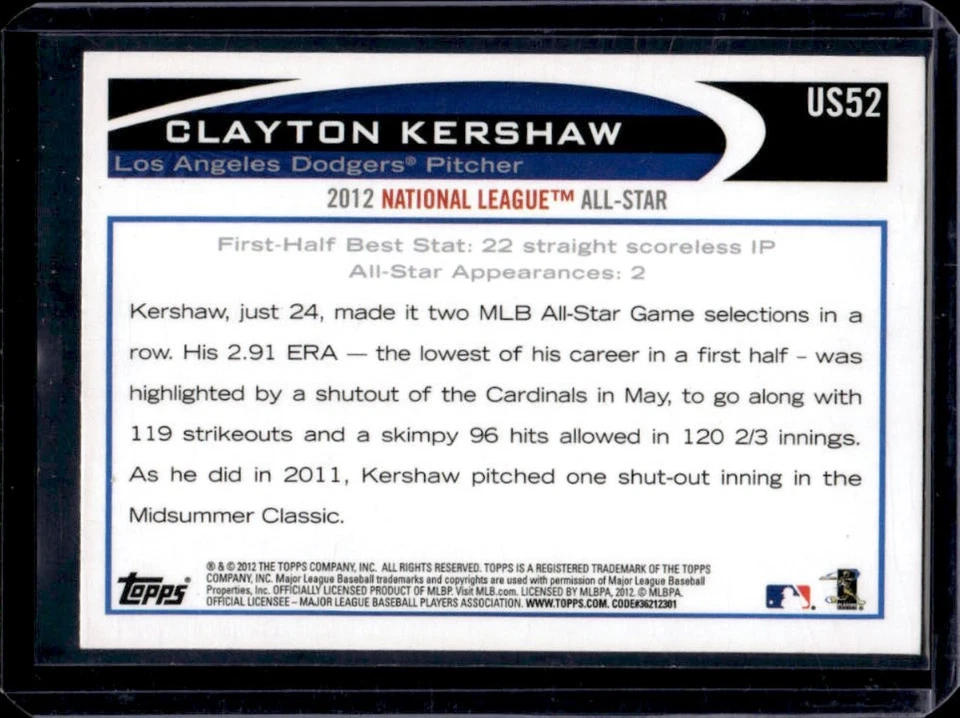 US52
CLAYTON KERSHAW
Los Angeles Dodgers® Pitcher
2012 NATIONAL LEAGUE™ ALL-STAR
First-Half Best Stat: 22 straight scoreless IP
All-Star Appearances: 2
Kershaw, just 24, made it two MLB All-Star Game selections in a
row. His 2.91 ERA — the lowest of his career in a first half – was
highlighted by a shutout of the Cardinals in May, to go along with
119 strikeouts and a skimpy 96 hits allowed in 120 2/3 innings.
As he did in 2011, Kershaw pitched one shut-out inning in the
Midsummer Classic.
Topps®
® & © 2012 THE TOPPS COMPANY, INC. ALL RIGHTS RESERVED. TOPPS IS A REGISTERED TRADEMARK OF THE TOPPS
COMPANY, INC. Major League Baseball trademarks and copyrights are used with permission of Major League Baseball
Properties, Inc. OFFICIALLY LICENSED PRODUCT OF MLBP. Visit MLB.com. LICENSED BY MLBPA, 2012. © MLBPA.
OFFICIAL LICENSEE – MAJOR LEAGUE BASEBALL PLAYERS ASSOCIATION. WWW.TOPPS.COM. CODE#36212301